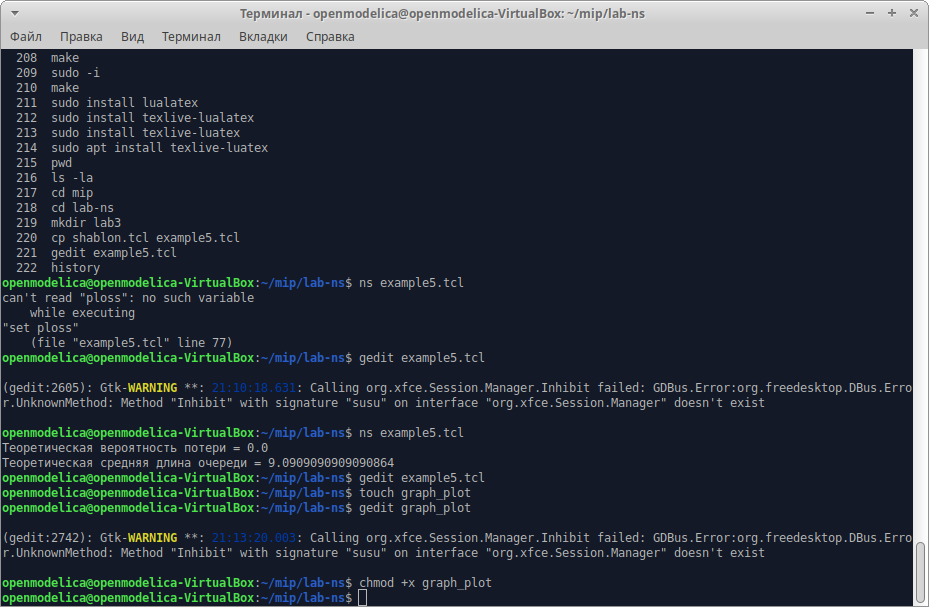 Терминал - openmodelica@openmodelica-VirtualBox: ~/mip/lab-ns
Файл Правка Вид Терминал Вкладки Справка
208 make
209 sudo -i
210 make
211 sudo install lualatex
212 sudo install texlive-lualatex
213 sudo install texlive-luatex
214 sudo apt install texlive-luatex
215 pwd
216 ls -la
217 cd mip
218 cd lab-ns
219 mkdir lab3
220 cp shablon.tcl example5.tcl
221 gedit example5.tcl
222 history
openmodelica@openmodelica-VirtualBox:~/mip/lab-ns$ ns example5.tcl
can't read "ploss": no such variable
while executing
"set ploss"
(file "example5.tcl" line 77)
openmodelica@openmodelica-VirtualBox:~/mip/lab-ns$ gedit example5.tcl
(gedit:2605): Gtk-WARNING **: 21:10:18.631: Calling org.xfce.Session.Manager.Inhibit failed: GDBus.Error:org.freedesktop.DBus.Erro
r.UnknownMethod: Method "Inhibit" with signature "susu" on interface "org.xfce.Session.Manager" doesn't exist
openmodelica@openmodelica-VirtualBox:~/mip/lab-ns$ ns example5.tcl
Теоретическая вероятность потери = 0.0
Теоретическая средняя длина очереди = 9.0909090909090864
openmodelica@openmodelica-VirtualBox:~/mip/lab-ns$ gedit example5.tcl
openmodelica@openmodelica-VirtualBox:~/mip/lab-ns$ touch graph_plot
openmodelica@openmodelica-VirtualBox:~/mip/lab-ns$ gedit graph_plot
(gedit:2742): Gtk-WARNING **: 21:13:20.003: Calling org.xfce.Session.Manager.Inhibit failed: GDBus.Error:org.freedesktop.DBus.Erro
r.UnknownMethod: Method "Inhibit" with signature "susu" on interface "org.xfce.Session.Manager" doesn't exist
openmodelica@openmodelica-VirtualBox:~/mip/lab-ns$ chmod +x graph_plot
openmodelica@openmodelica-VirtualBox:~/mip/lab-ns$